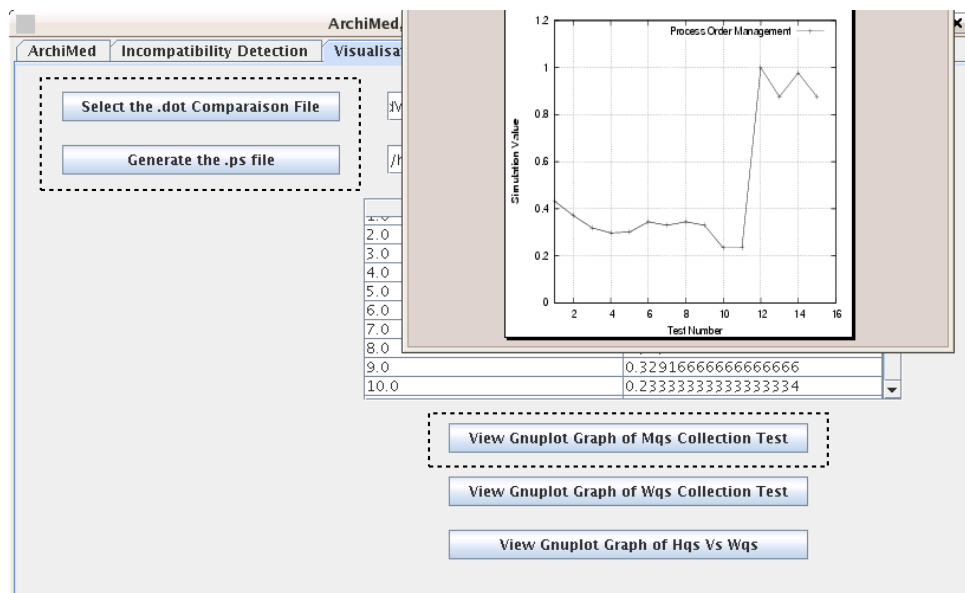 ArchiMed,
ArchiMed
Incompatibility Detection
Visualisa
Select the .dot Comparaison File
Generate the .ps file
/h
Process Order Management
1.2
1
0.8
0.6
0.4
0.2
0
Simulation Value
2 4 6 8 10 12 14 16
Test Number
1.0
2.0
3.0
4.0
5.0
6.0
7.0
8.0
9.0 0.32916666666666666
10.0 0.23333333333333334
View Gnuplot Graph of Mqs Collection Test
View Gnuplot Graph of Wqs Collection Test
View Gnuplot Graph of Hqs Vs Wqs